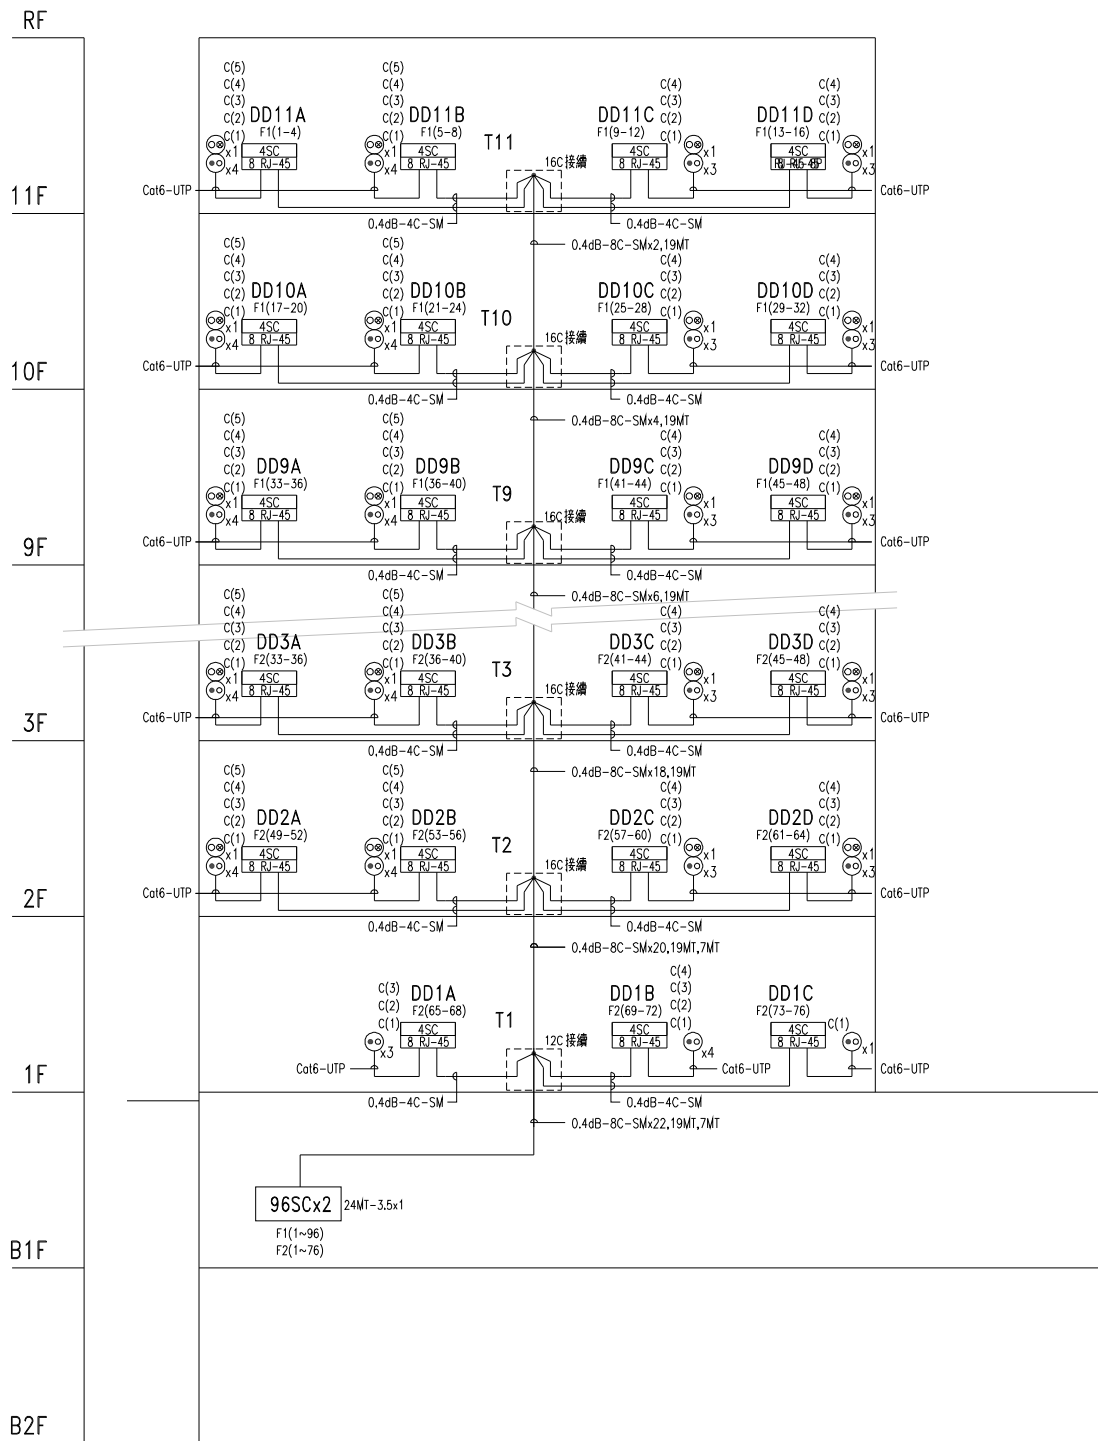 RF
C(5) C(5)
C(4) C(4) C(4) C(4)
C(3) C(3) C(3) C(3)
DD11A DD11B DD11C DD11D
C(2) C(2) C(2) C(2)
F1(1-4) F1(5-8) F1(9-12) F1(13-16)
C(1) C(1) C(1) C(1)
T11
x1 4SC x1 4SC 16C接續 4SC x1 4SC x1
x4 8 RJ-45 x4 8 RJ-45 8 RJ-45 x3 x3
Cat6-UTP Cat6-UTP
11F
0.4dB-4C-SM 0.4dB-4C-SM
0.4dB-8C-SMx2,19MT
C(5) C(5)
C(4) C(4) C(4) C(4)
C(3) C(3) C(3) C(3)
DD10A DD10B DD10C DD10D
C(2) C(2) C(2) C(2)
F1(17-20) F1(21-24) F1(25-28) F1(29-32)
C(1) C(1) C(1) C(1)
T10
x1 4SC x1 4SC 16C接續 4SC x1 4SC x1
x4 8 RJ-45 x4 8 RJ-45 8 RJ-45 x3 8 RJ-45 x3
Cat6-UTP Cat6-UTP
10F
0.4dB-4C-SM 0.4dB-4C-SM
0.4dB-8C-SMx4,19MT
C(5) C(5)
C(4) C(4) C(4) C(4)
C(3) C(3) C(3) C(3)
DD9A DD9B DD9C DD9D
C(2) C(2) C(2) C(2)
F1(33-36) F1(36-40) F1(41-44) F1(45-48)
C(1) C(1) C(1) C(1)
T9
x1 4SC x1 4SC 16C接續 4SC x1 4SC x1
x4 8 RJ-45 x4 8 RJ-45 8 RJ-45 x3 8 RJ-45 x3
Cat6-UTP Cat6-UTP
9F
0.4dB-4C-SM 0.4dB-4C-SM
0.4dB-8C-SMx6,19MT
C(5) C(5)
C(4) C(4) C(4) C(4)
C(3) C(3) C(3) C(3)
DD3A DD3B DD3C DD3D
C(2) C(2) C(2) C(2)
F2(33-36) F2(36-40) F2(41-44) F2(45-48)
C(1) C(1) C(1) C(1)
T3
x1 4SC x1 4SC 16C接續 4SC x1 4SC x1
x4 8 RJ-45 x4 8 RJ-45 8 RJ-45 x3 8 RJ-45 x3
Cat6-UTP Cat6-UTP
3F
0.4dB-4C-SM 0.4dB-4C-SM
0.4dB-8C-SMx18,19MT
C(5) C(5)
C(4) C(4) C(4) C(4)
C(3) C(3) C(3) C(3)
DD2A DD2B DD2C DD2D
C(2) C(2) C(2) C(2)
F2(49-52) F2(53-56) F2(57-60) F2(61-64)
C(1) C(1) C(1) C(1)
T2
x1 4SC x1 4SC 16C接續 4SC x1 4SC x1
x4 8 RJ-45 x4 8 RJ-45 8 RJ-45 x3 8 RJ-45 x3
Cat6-UTP Cat6-UTP
2F
0.4dB-4C-SM 0.4dB-4C-SM
0.4dB-8C-SMx20,19MT,7MT
C(4)
C(3) C(3)
DD1A DD1B DD1C
C(2) C(2)
F2(65-68) F2(69-72) F2(73-76)
C(1) C(1) C(1)
T1
4SC 12C接續 4SC 4SC
x3 8 RJ-45 8 RJ-45 x4 8 RJ-45 x1
Cat6-UTP Cat6-UTP Cat6-UTP
1F
0.4dB-4C-SM 0.4dB-4C-SM
0.4dB-8C-SMx22,19MT,7MT
96SCx2 24MT-3.5x1
F1(1~96)
F2(1~76)
B1F
B2F